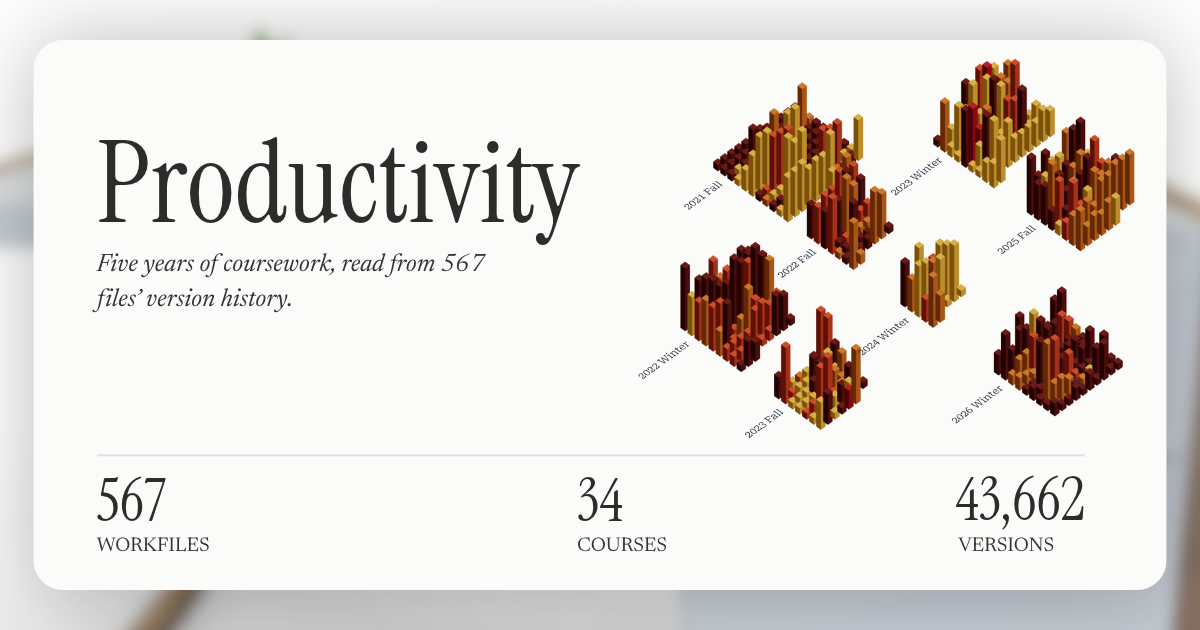 Productivity
Five years of coursework, read from 567
files’ version history.
2021 Fall
2023 Winter
2022 Fall
2025 Fall
2022 Winter
2024 Winter
2023 Fall
2026 Winter
567
WORKFILES
34
COURSES
43,662
VERSIONS